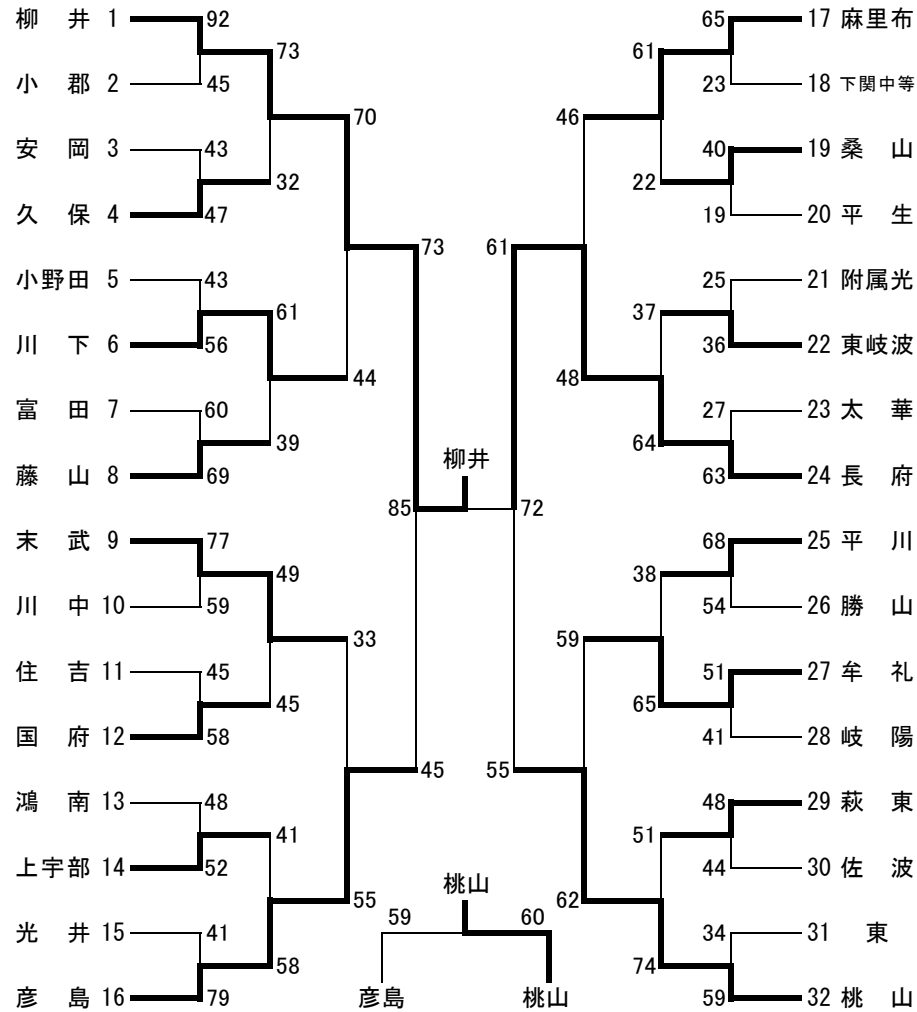 柳井 1 92
65 17 麻里布
73
61
小郡 2 45
23 18 下関中等
70
46
安岡 3 43
40 19 桑山
32
22
久保 4 47
19 20 平生
73
61
小野田 5 43
25 21 附属光
61
37
川下 6 56
36 22 東岐波
44
48
富田 7 60
27 23 太華
39
64
藤山 8 69
63 24 長府
柳井
85
72
末武 9 77
68 25 平川
49
38
川中 10 59
54 26 勝山
33
59
住吉 11 45
51 27 牟礼
45
65
国府 12 58
41 28 岐陽
45
55
鴻南 13 48
48 29 萩東
41
51
上宇部 14 52
44 30 佐波
55
62
桃山
59 60
光井 15 41
34 31 東
58
74
彦島 16 79
59 32 桃山
彦島 桃山